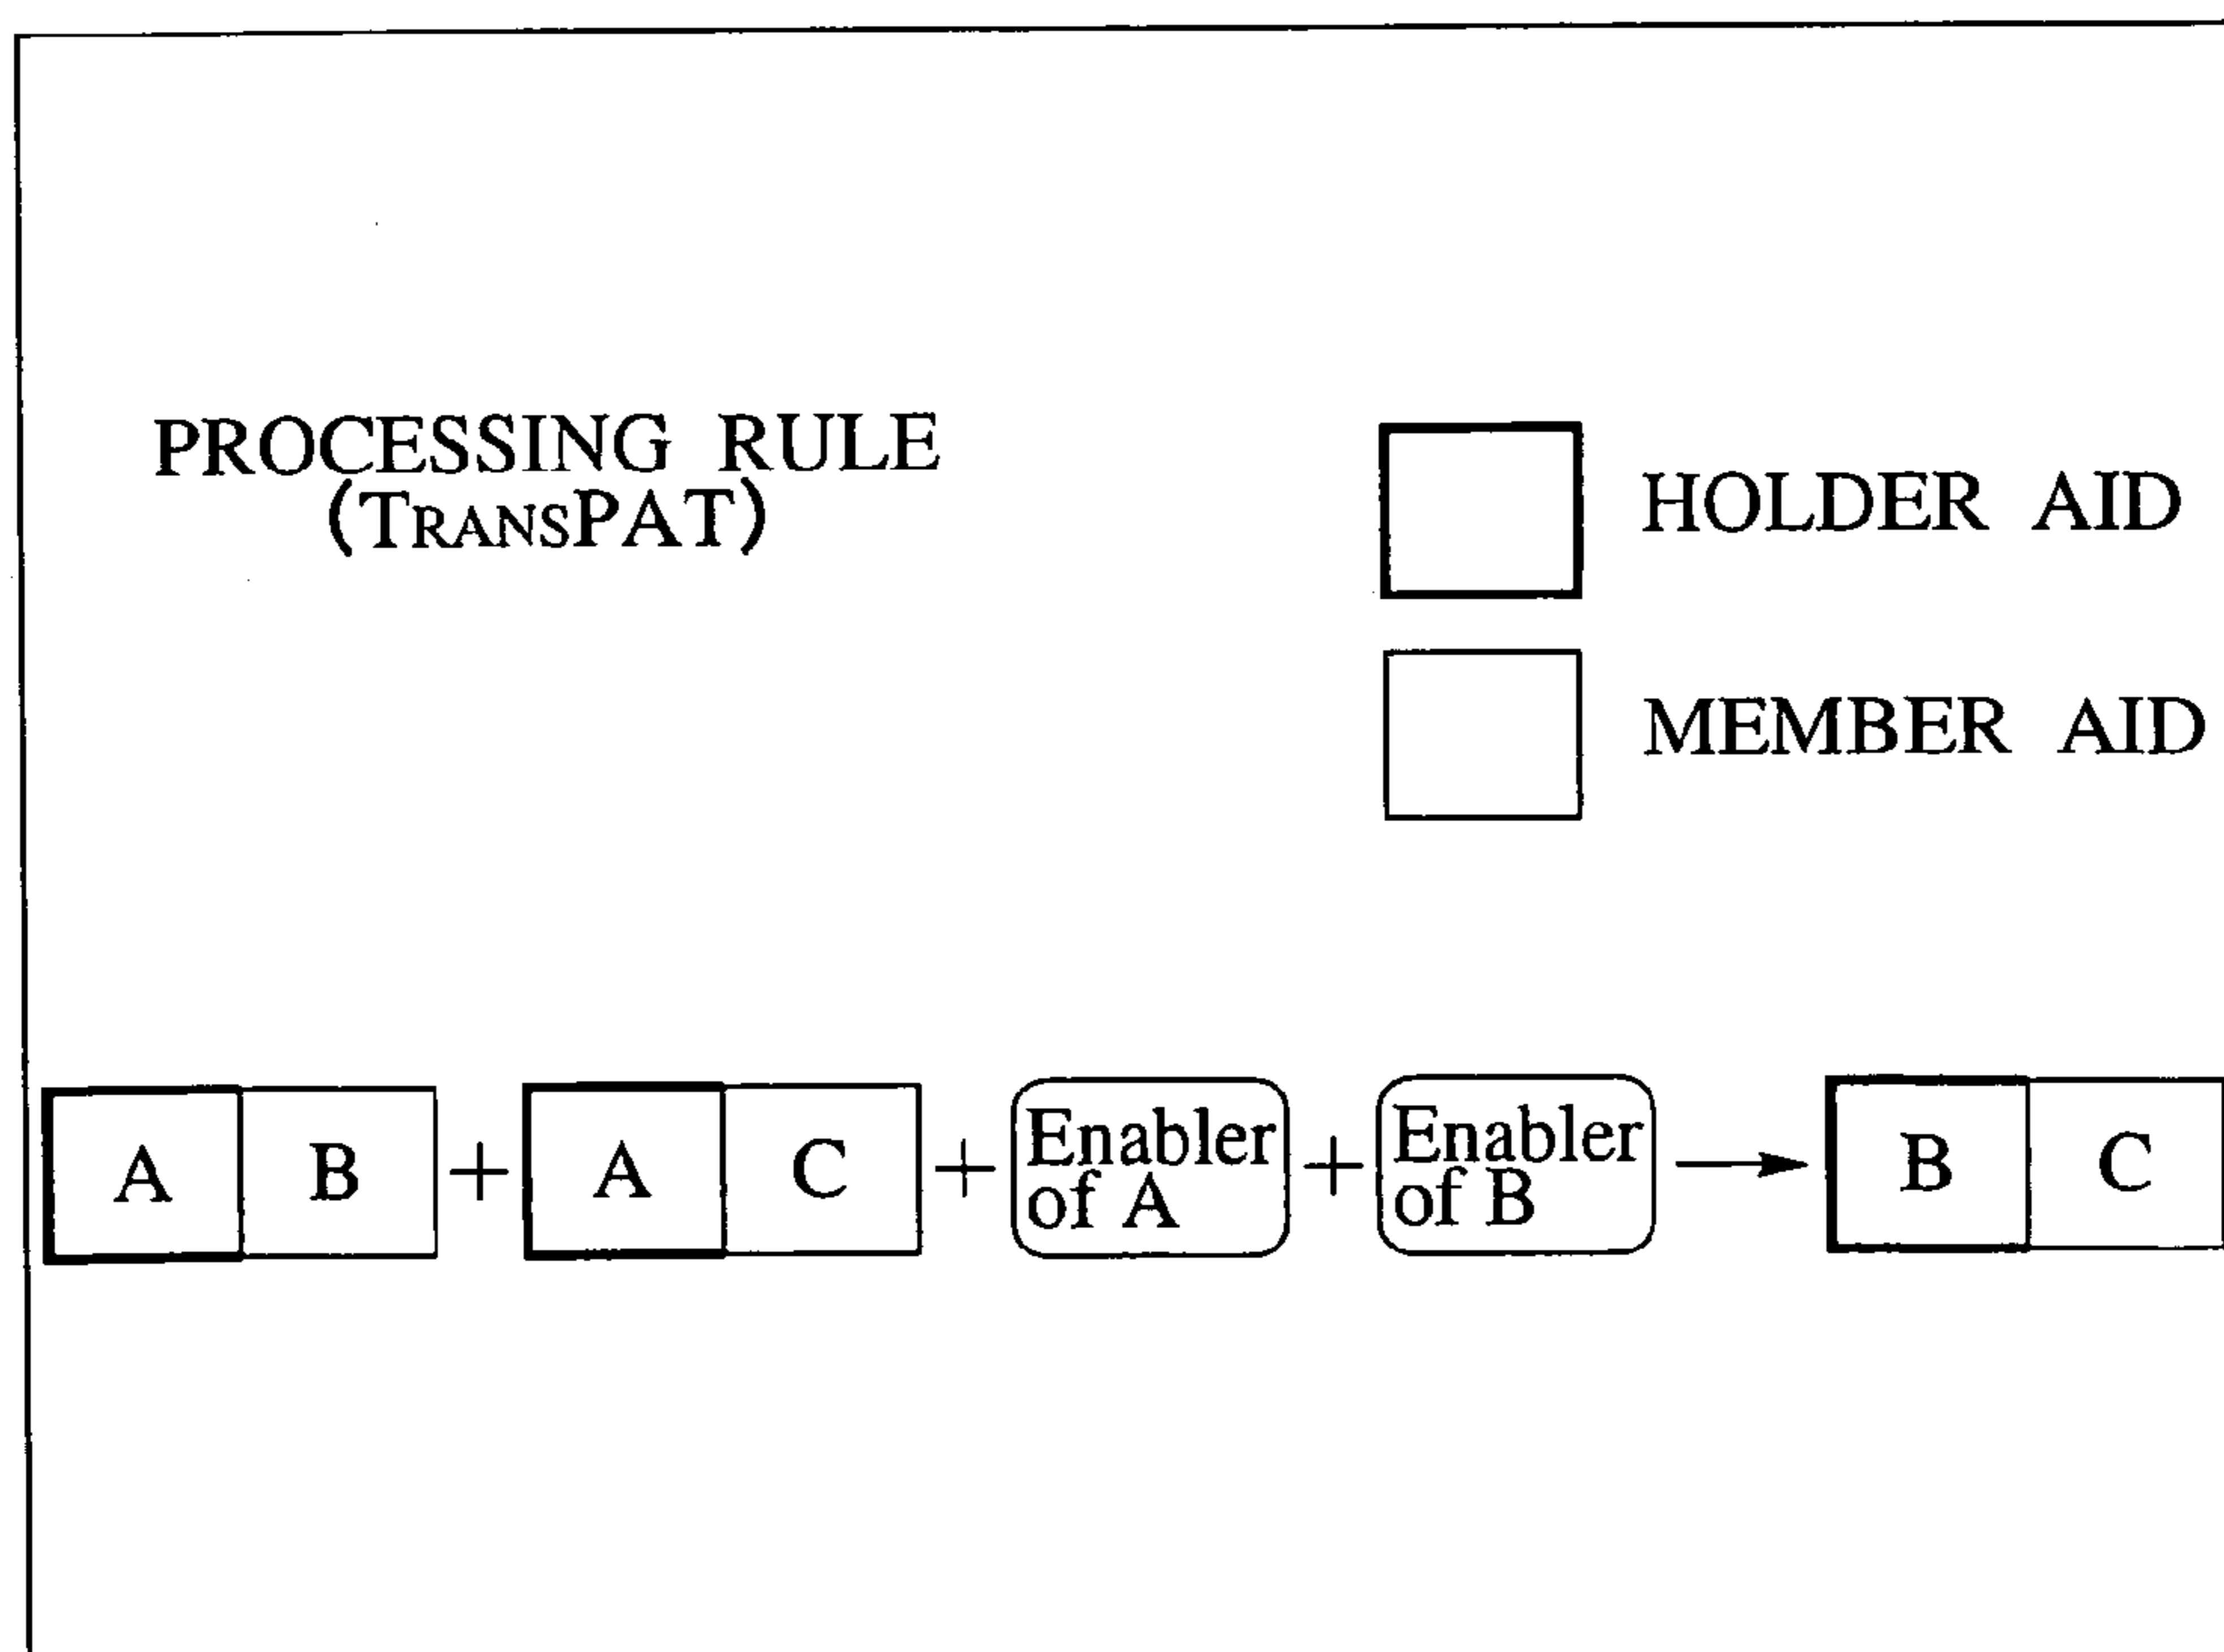 PROCESSING RULE
(TRANSPAT)
HOLDER AID
MEMBER AID
A B + A C + Enabler of A + Enabler of B → B C